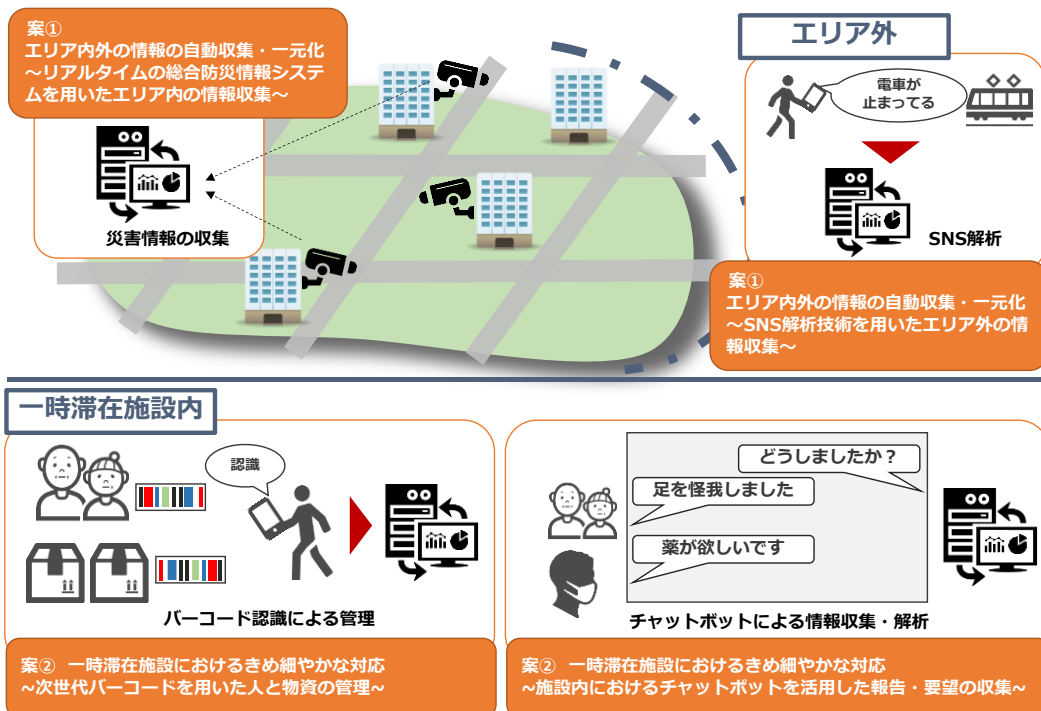 案①
エリア内外の情報の自動収集・一元化
～リアルタイムの総合防災情報システ
ムを用いたエリア内の情報収集～
災害情報の収集
エリア外
電車が
止まってる
SNS解析
案①
エリア内外の情報の自動収集・一元化
～SNS解析技術を用いたエリア外の情
報収集～
一時滞在施設内
認識
バーコード認識による管理
案②　一時滞在施設におけるきめ細やかな対応
~次世代バーコードを用いた人と物資の管理~
どうしましたか？
足を怪我しました
薬が欲しいです
チャットボットによる情報収集・解析
案②　一時滞在施設におけるきめ細やかな対応
~施設内におけるチャットボットを活用した報告・要望の収集~